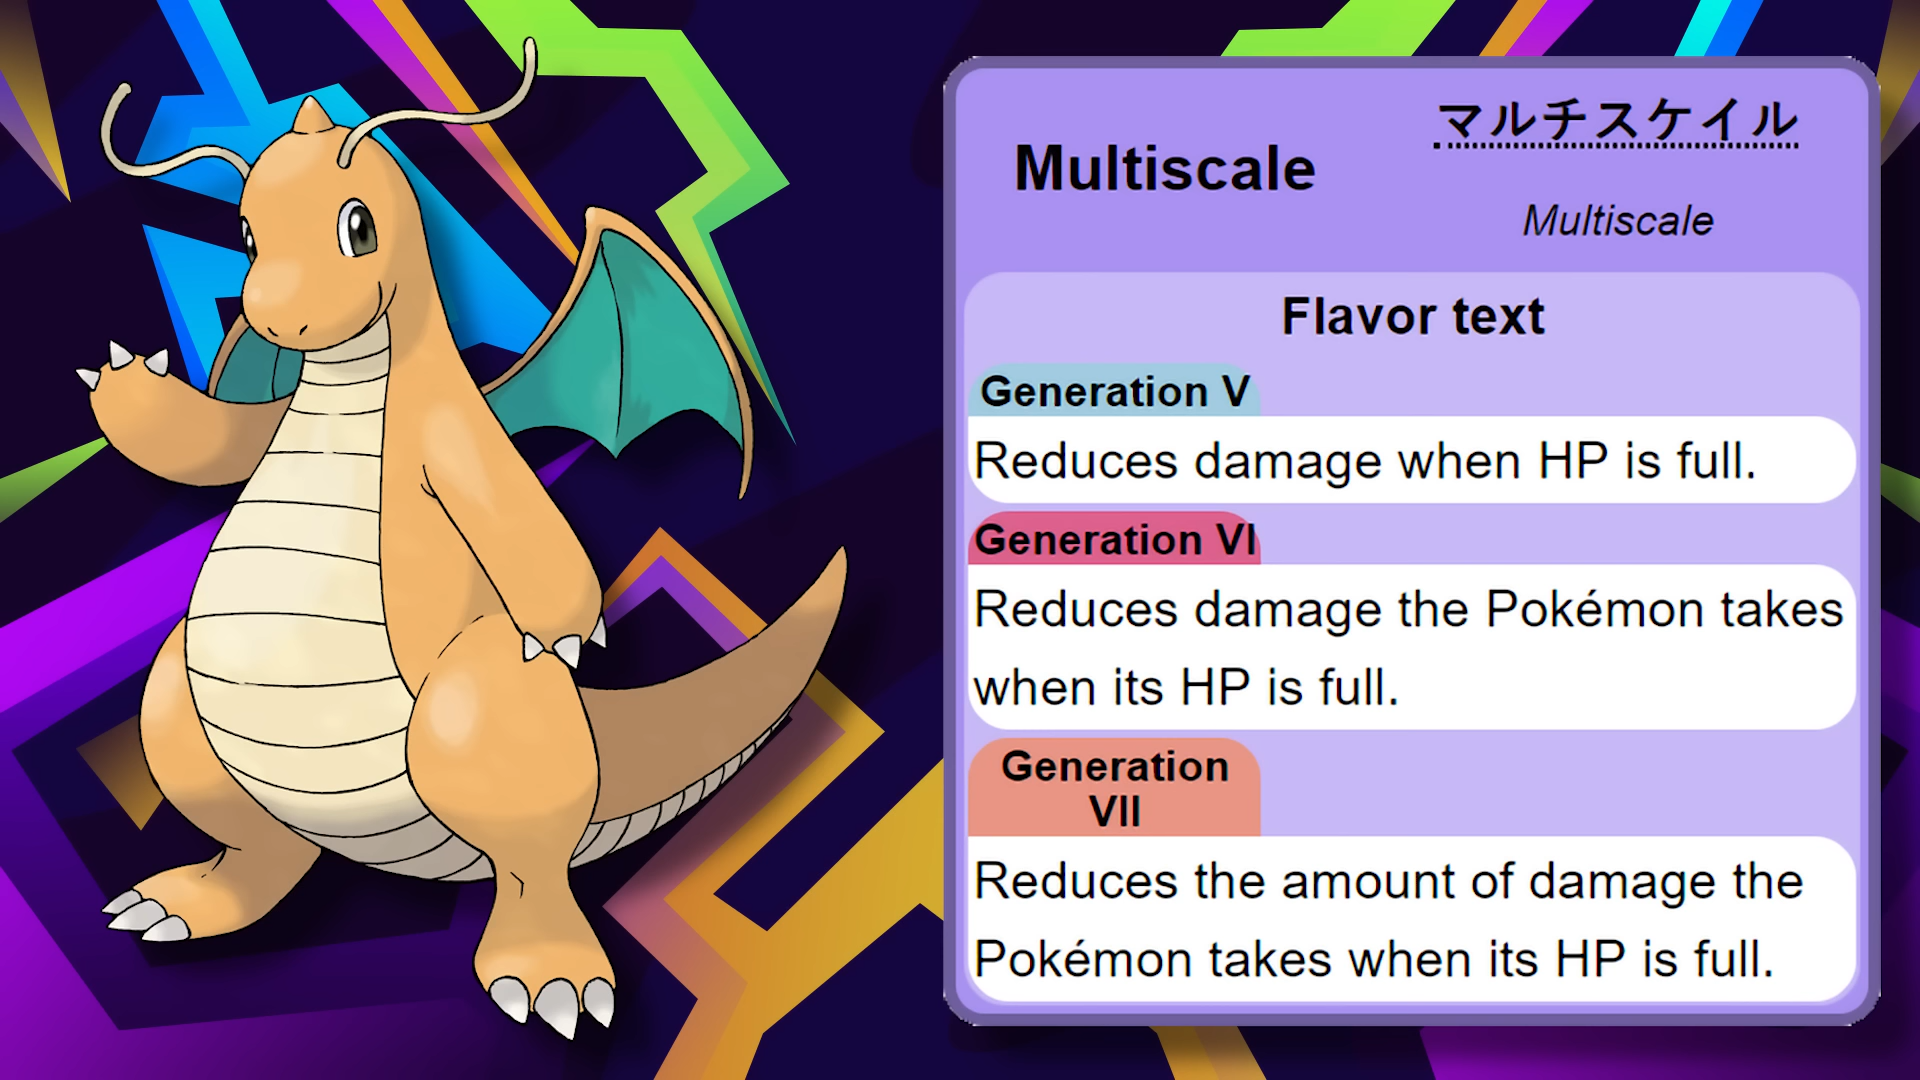 Multiscale
マルチスケイル
Multiscale
Flavor text
Generation V
Reduces damage when HP is full.
Generation VI
Reduces damage the Pokémon takes
when its HP is full.
Generation
VII
Reduces the amount of damage the
Pokémon takes when its HP is full.